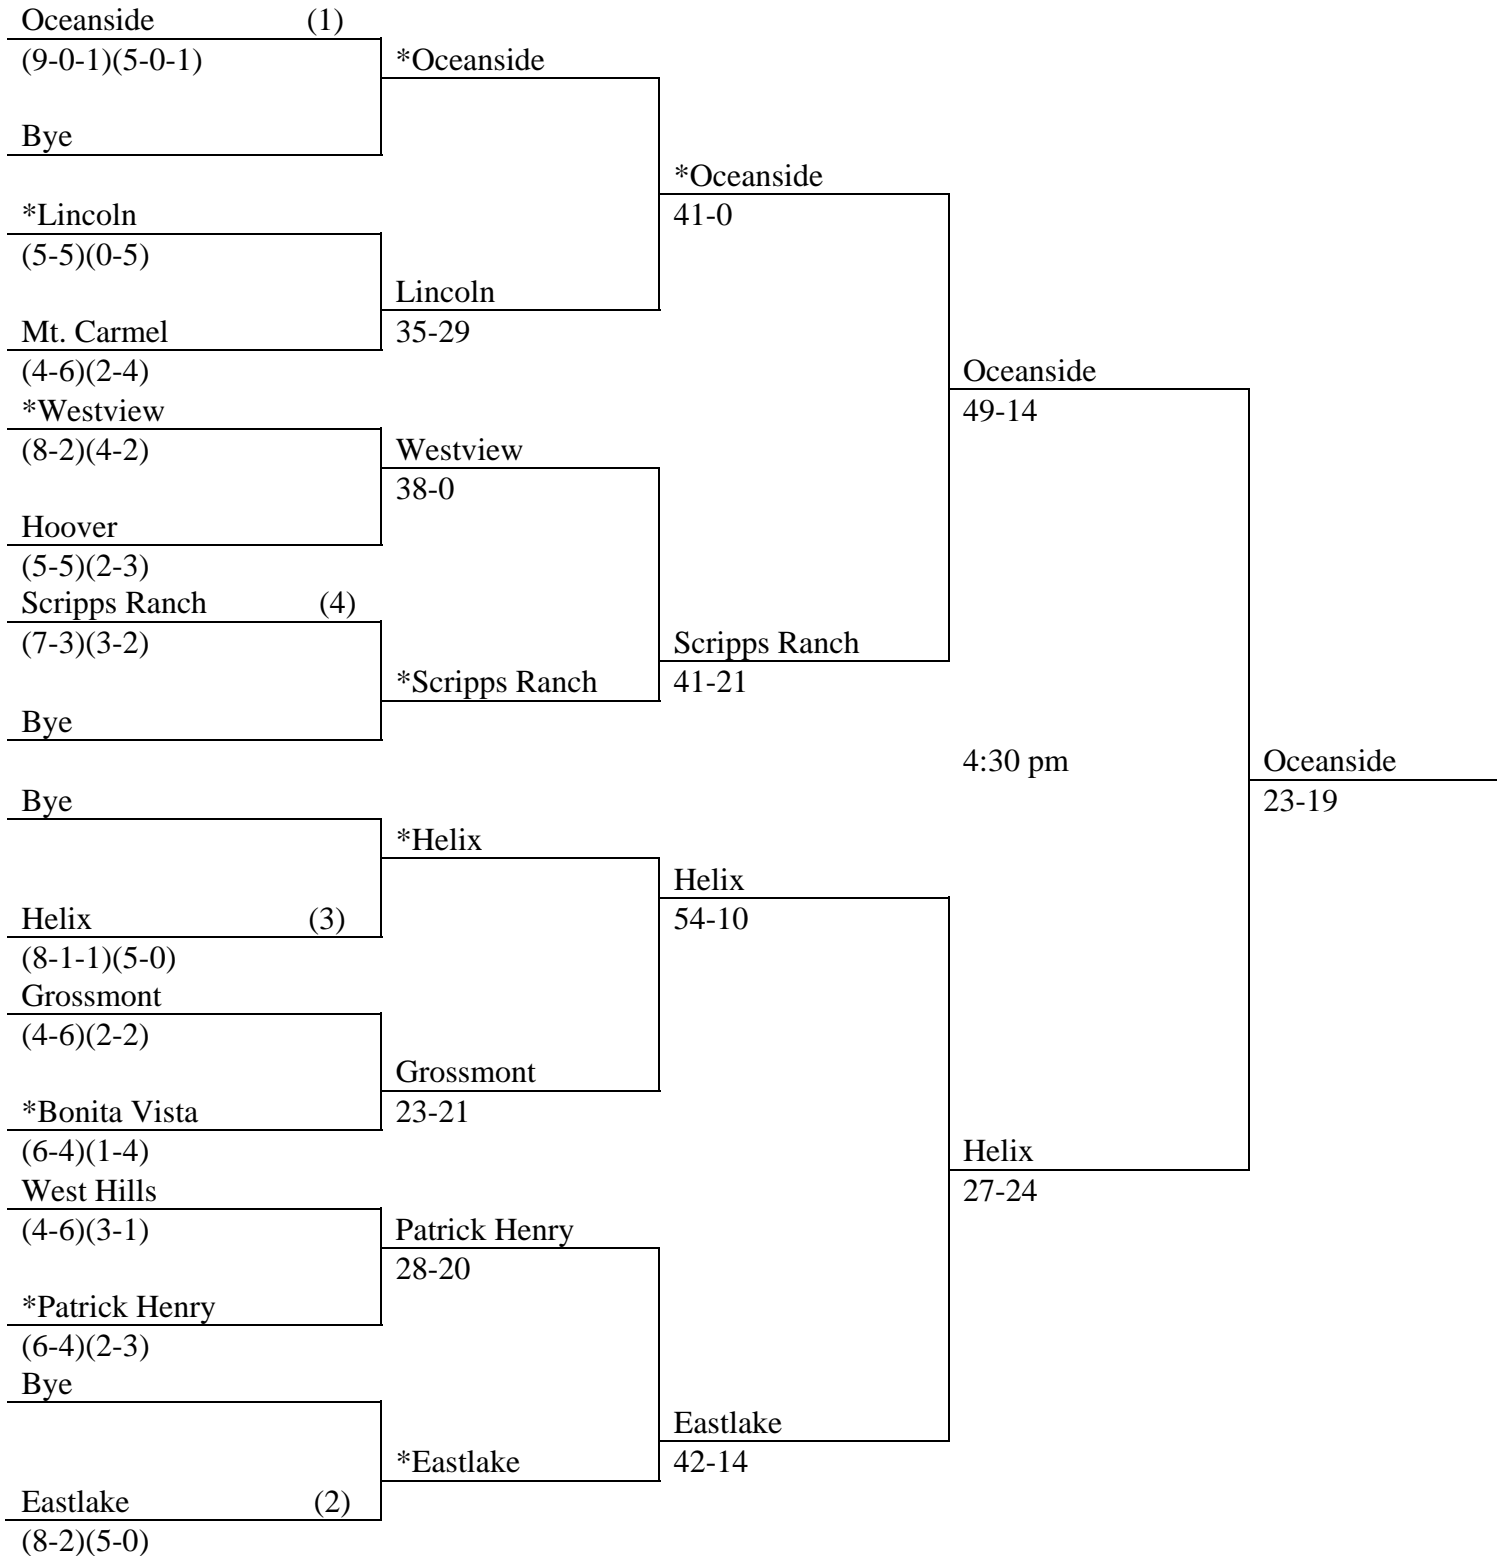 Oceanside (1)
(9-0-1)(5-0-1)
*Oceanside
Bye
*Oceanside
*Lincoln
41-0
(5-5)(0-5)
Lincoln
Mt. Carmel
35-29
(4-6)(2-4)
Oceanside
*Westview
49-14
(8-2)(4-2)
Westview
38-0
Hoover
(5-5)(2-3)
Scripps Ranch (4)
(7-3)(3-2)
Scripps Ranch
*Scripps Ranch
41-21
Bye
4:30 pm
Oceanside
Bye
23-19
*Helix
Helix
Helix (3)
54-10
(8-1-1)(5-0)
Grossmont
(4-6)(2-2)
Grossmont
*Bonita Vista
23-21
(6-4)(1-4)
Helix
West Hills
27-24
(4-6)(3-1)
Patrick Henry
28-20
*Patrick Henry
(6-4)(2-3)
Bye
Eastlake
*Eastlake
42-14
Eastlake (2)
(8-2)(5-0)